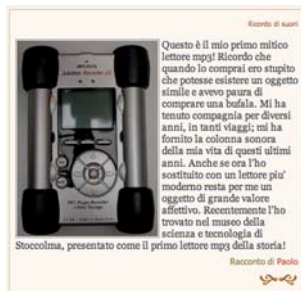 Ricordo di suoni
Questo è il mio primo mitico
lettore mp3! Ricordo che
quando lo comprai ero stupito
che potesse esistere un oggetto
simile e avevo paura di
comprare una bufala. Mi ha
tenuto compagnia per diversi
anni, in tanti viaggi; mi ha
fornito la colonna sonora
della mia vita di questi ultimi
anni. Anche se ora l'ho
sostituito con un lettore piu'
moderno resta per me un
oggetto di grande valore
affettivo. Recentemente l'ho
trovato nel museo della
scienza e tecnologia di
Stoccolma, presentato come il primo lettore mp3 della storia!
Racconto di Paolo